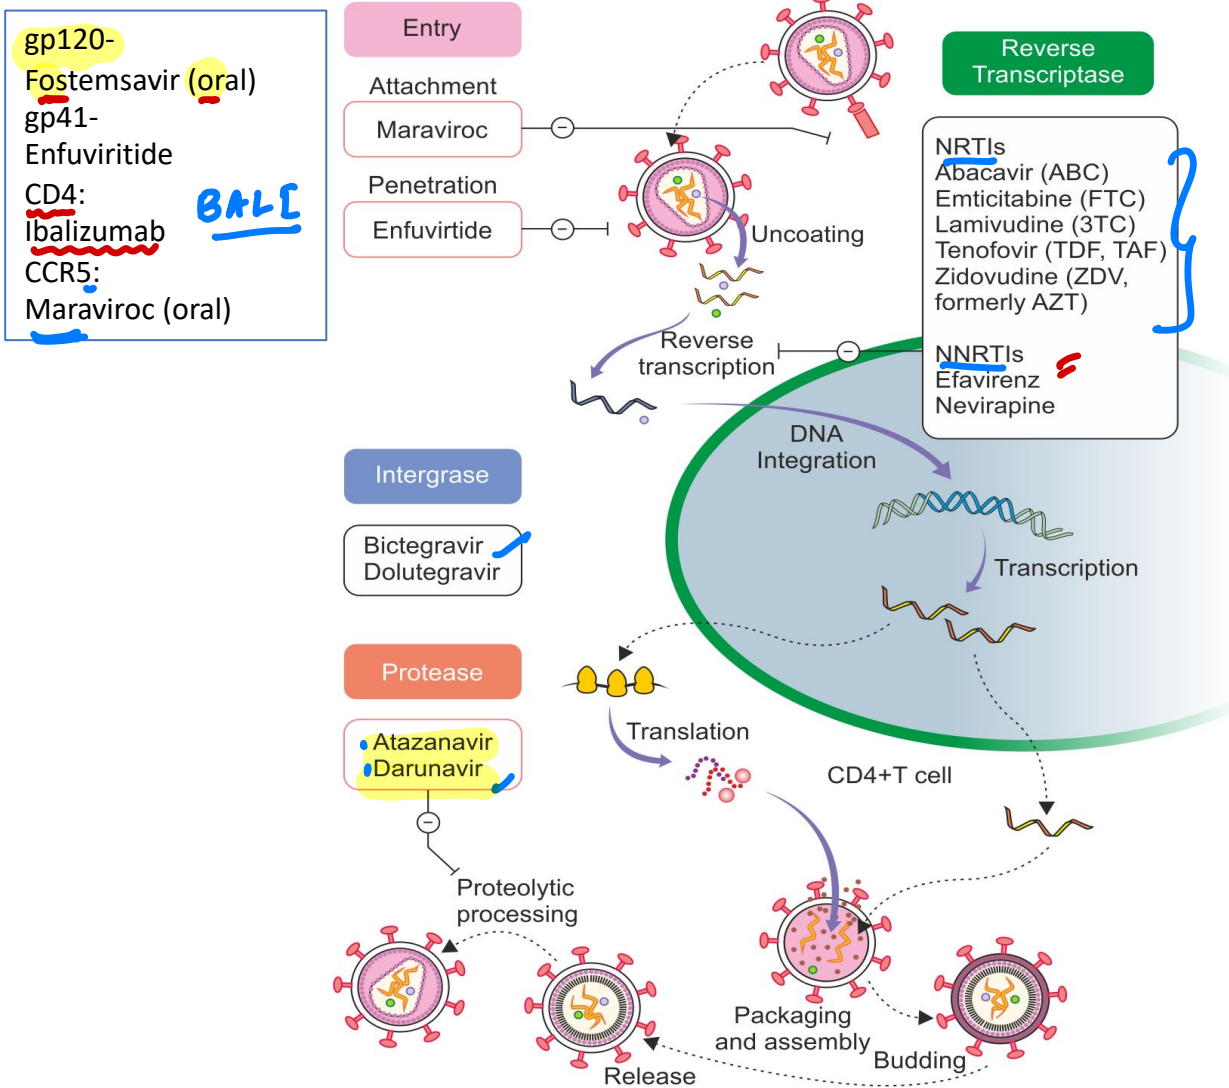 gp120-
Fostemsavir (oral)
gp41-
Enfuviritide
CD4:
Ibalizumab
BALI
CCR5:
Maraviroc (oral)
Entry
Attachment
Maraviroc
Penetration
Enfuvirtide
Uncoating
Reverse
transcription
Reverse
Transcriptase
NRTIs
Abacavir (ABC)
Emticitabine (FTC)
Lamivudine (3TC)
Tenofovir (TDF, TAF)
Zidovudine (ZDV,
formerly AZT)
NNRTIs
Efavirenz
Nevirapine
DNA
Integration
Intergrase
Bictegravir
Dolutegravir
Transcription
Protease
Atazanavir
Darunavir
Translation
CD4+T cell
Proteolytic
processing
Packaging
and assembly
Budding
Release